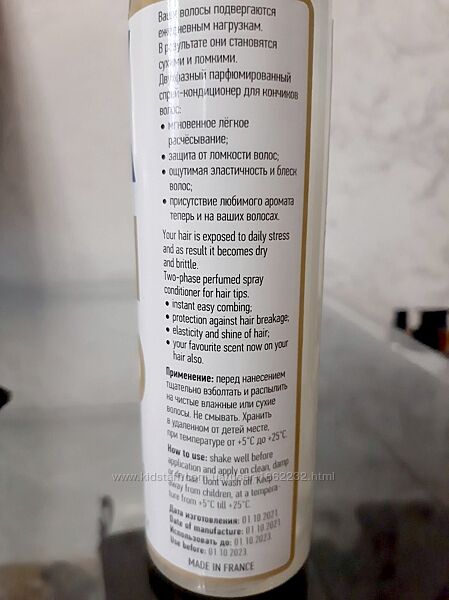 Ваши волосы подвергаются
ежедневным нагрузкам.
В результате они становятся
сухими и ломкими.
Двухфазный парфюмированный
спрей-кондиционер для кончиков
волос:
• мгновенное лёгкое
расчёсывание;
• защита от ломкости волос;
• ощутимая эластичность и блеск
волос;
• присутствие любимого аромата
теперь и на ваших волосах.
Your hair is exposed to daily stress
and as result it becomes dry
and brittle.
Two-phase perfumed spray
conditioner for hair tips.
• instant easy combing;
• protection against hair breakage;
• elasticity and shine of hair;
• your favourite scent now on your
hair also.
Применение: перед нанесением
тщательно взболтать и распылить
на чистые влажные или сухие
волосы. Не смывать. Хранить
в удаленном от детей месте,
при температуре от +5°C до +25°C.
How to use: shake well before
application and apply on clean, damp
or dry hair. Dont wash off. Keep
away from children, at a tempera-
ture from +5°C till +25°C.
Дата изготовления: 01.10.2021
Date of manufacture: 01.10.2021
Использовать до: 01.10.2023
Use before: 01.10.2023
MADE IN FRANCE